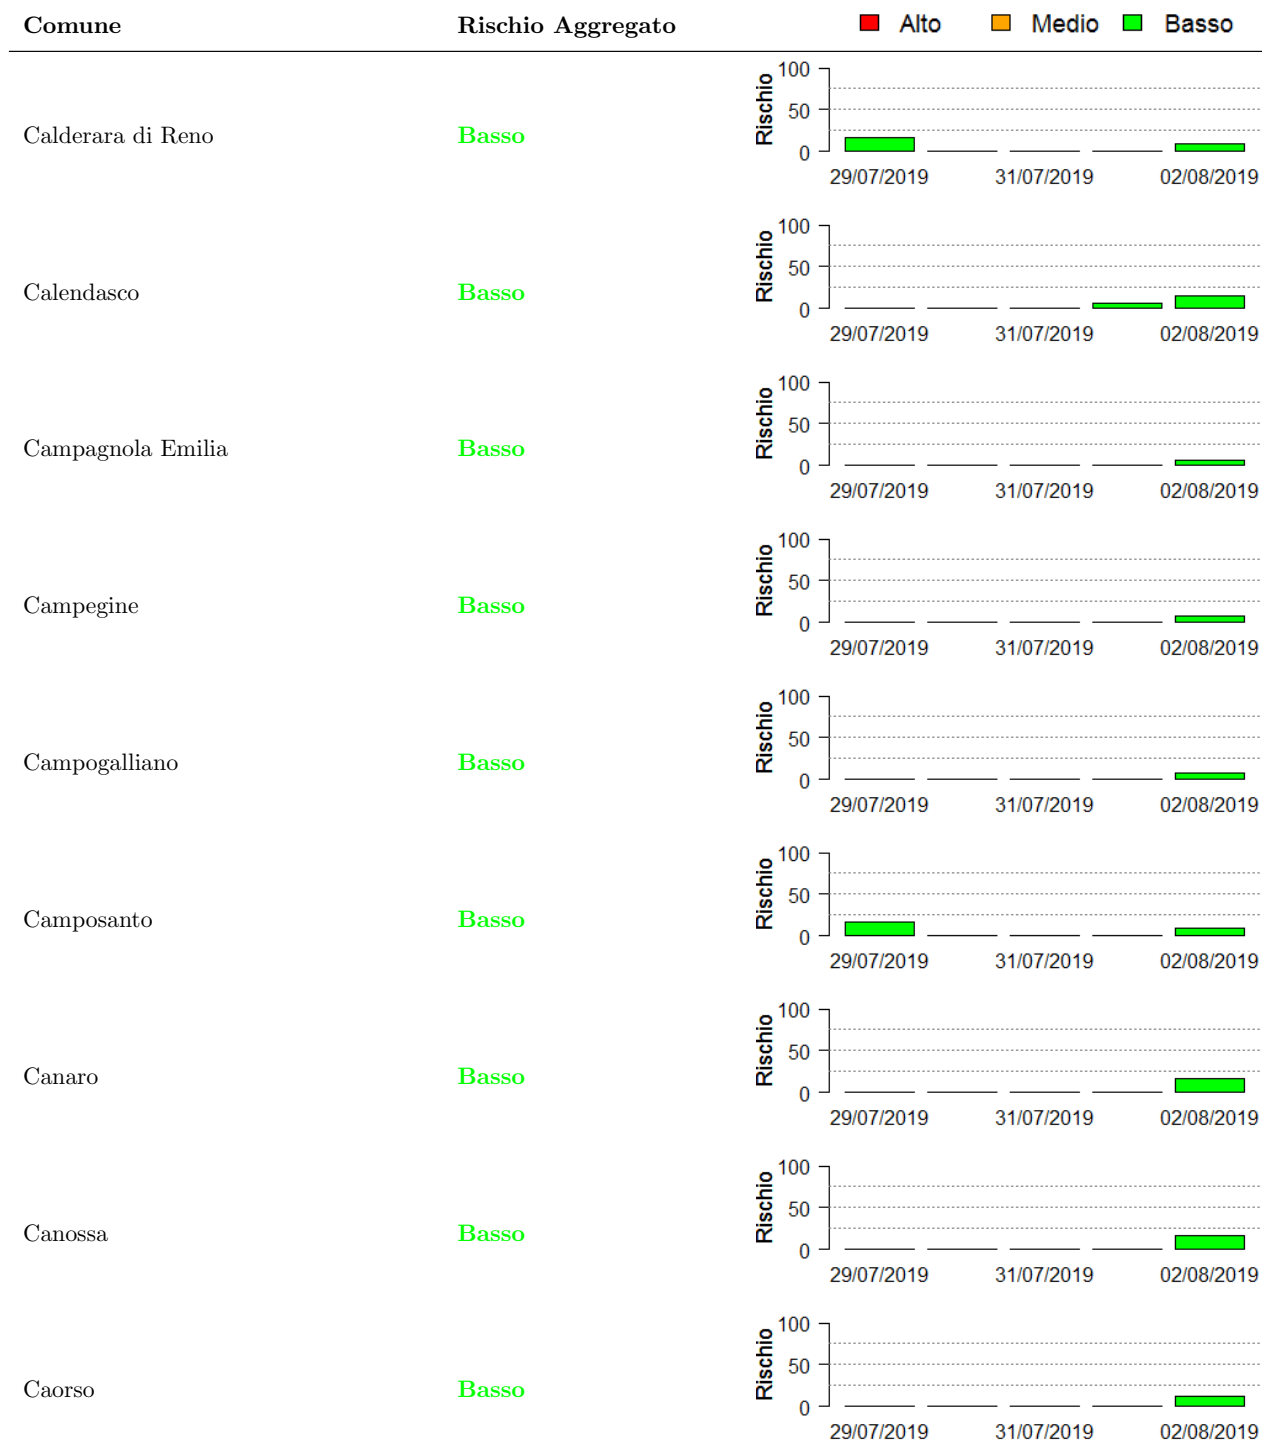 Comune Rischio Aggregato Alto Medio Basso
100
50
0
Rischio
Calderara di Reno Basso
29/07/2019 31/07/2019 02/08/2019
100
50
0
Rischio
Calendasco Basso
29/07/2019 31/07/2019 02/08/2019
100
50
0
Rischio
Campagnola Emilia Basso
29/07/2019 31/07/2019 02/08/2019
100
50
0
Rischio
Campegine Basso
29/07/2019 31/07/2019 02/08/2019
100
50
0
Rischio
Campogalliano Basso
29/07/2019 31/07/2019 02/08/2019
100
50
0
Rischio
Camposanto Basso
29/07/2019 31/07/2019 02/08/2019
100
50
0
Rischio
Canaro Basso
29/07/2019 31/07/2019 02/08/2019
100
50
0
Rischio
Canossa Basso
29/07/2019 31/07/2019 02/08/2019
100
50
0
Rischio
Caorso Basso
29/07/2019 31/07/2019 02/08/2019